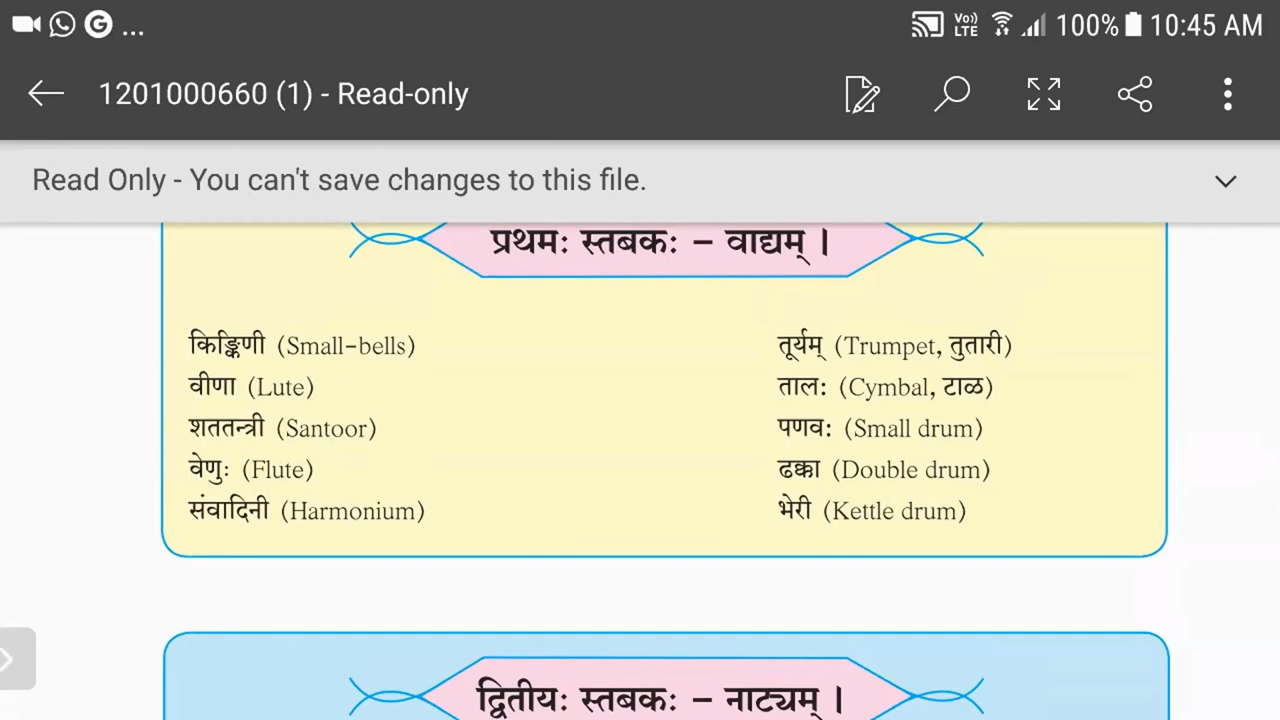 ... Vo) LTE 100% 10:45 AM
1201000660 (1) - Read-only
Read Only - You can't save changes to this file.
प्रथमः स्तबकः – वाद्यम् ।
किङ्किणी (Small-bells)
वीणा (Lute)
शततन्त्री (Santoor)
वेणुः (Flute)
संवादिनी (Harmonium)
तूर्यम् (Trumpet, तुतारी)
तालः (Cymbal, टाळ)
पणवः (Small drum)
ढक्का (Double drum)
भेरी (Kettle drum)
द्वितीयः स्तबकः – नाट्यम् ।